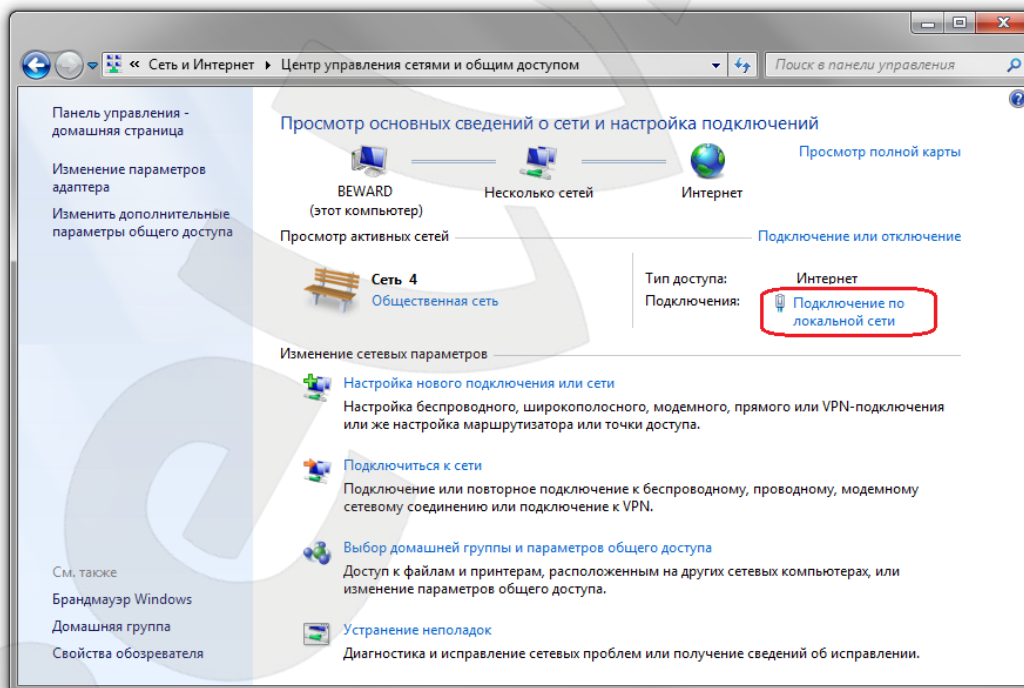 « Сеть и Интернет ▸ Центр управления сетями и общим доступом
Поиск в панели управления
Панель управления -
домашняя страница
Изменение параметров
адаптера
Изменить дополнительные
параметры общего доступа
Просмотр основных сведений о сети и настройка подключений
Просмотр полной карты
BEWARD
(этот компьютер)
Несколько сетей
Интернет
Просмотр активных сетей
Подключение или отключение
Сеть 4
Общественная сеть
Тип доступа: Интернет
Подключения: Подключение по
локальной сети
Изменение сетевых параметров
Настройка нового подключения или сети
Настройка беспроводного, широкополосного, модемного, прямого или VPN-подключения
или же настройка маршрутизатора или точки доступа.
Подключиться к сети
Подключение или повторное подключение к беспроводному, проводному, модемному
сетевому соединению или подключение к VPN.
Выбор домашней группы и параметров общего доступа
Доступ к файлам и принтерам, расположенным на других сетевых компьютерах, или
изменение параметров общего доступа.
Устранение неполадок
Диагностика и исправление сетевых проблем или получение сведений об исправлении.
См. также
Брандмауэр Windows
Домашняя группа
Свойства обозревателя